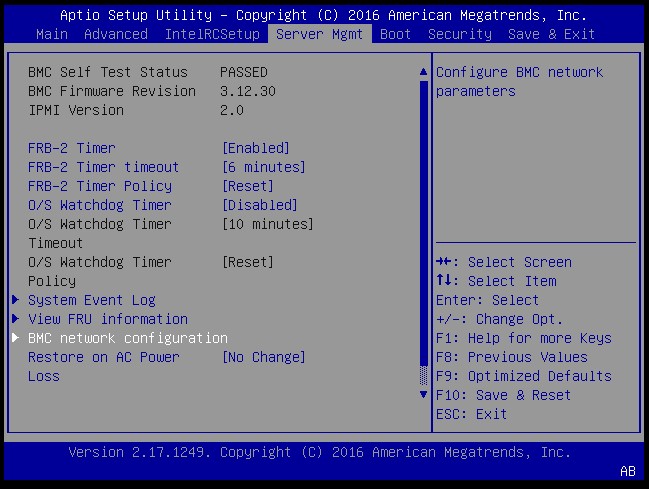 Aptio Setup Utility - Copyright (C) 2016 American Megatrends, Inc.
Main Advanced IntelRCSetup Server Mgmt Boot Security Save & Exit
BMC Self Test Status PASSED
BMC Firmware Revision 3.12.30
IPMI Version 2.0
FRB-2 Timer [Enabled]
FRB-2 Timer timeout [6 minutes]
FRB-2 Timer Policy [Reset]
O/S Watchdog Timer [Disabled]
O/S Watchdog Timer [10 minutes]
Timeout
O/S Watchdog Timer [Reset]
Policy
System Event Log
View FRU information
BMC network configuration
Restore on AC Power [No Change]
Loss
Configure BMC network
parameters
→←: Select Screen
↑↓: Select Item
Enter: Select
+/-: Change Opt.
F1: Help for more Keys
F8: Previous Values
F9: Optimized Defaults
F10: Save & Reset
ESC: Exit
Version 2.17.1249. Copyright (C) 2016 American Megatrends, Inc.
AB